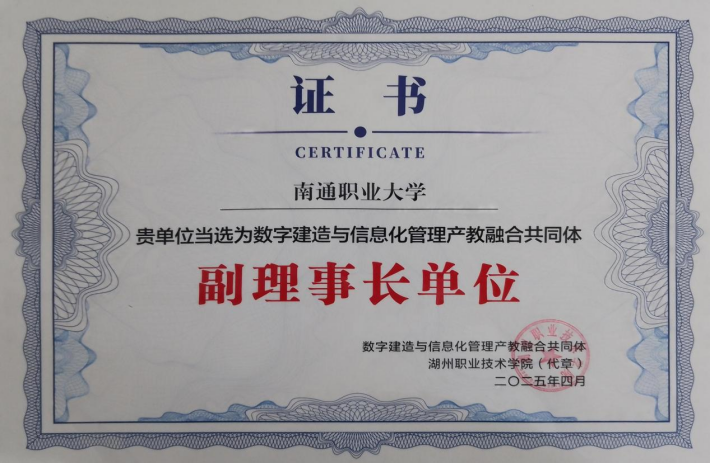 证 书
CERTIFICATE
南通职业大学
贵单位当选为数字建造与信息化管理产教融合共同体
副理事长单位
数字建造与信息化管理产教融合共同体
湖州职业技术学院（代章）
二〇二五年四月